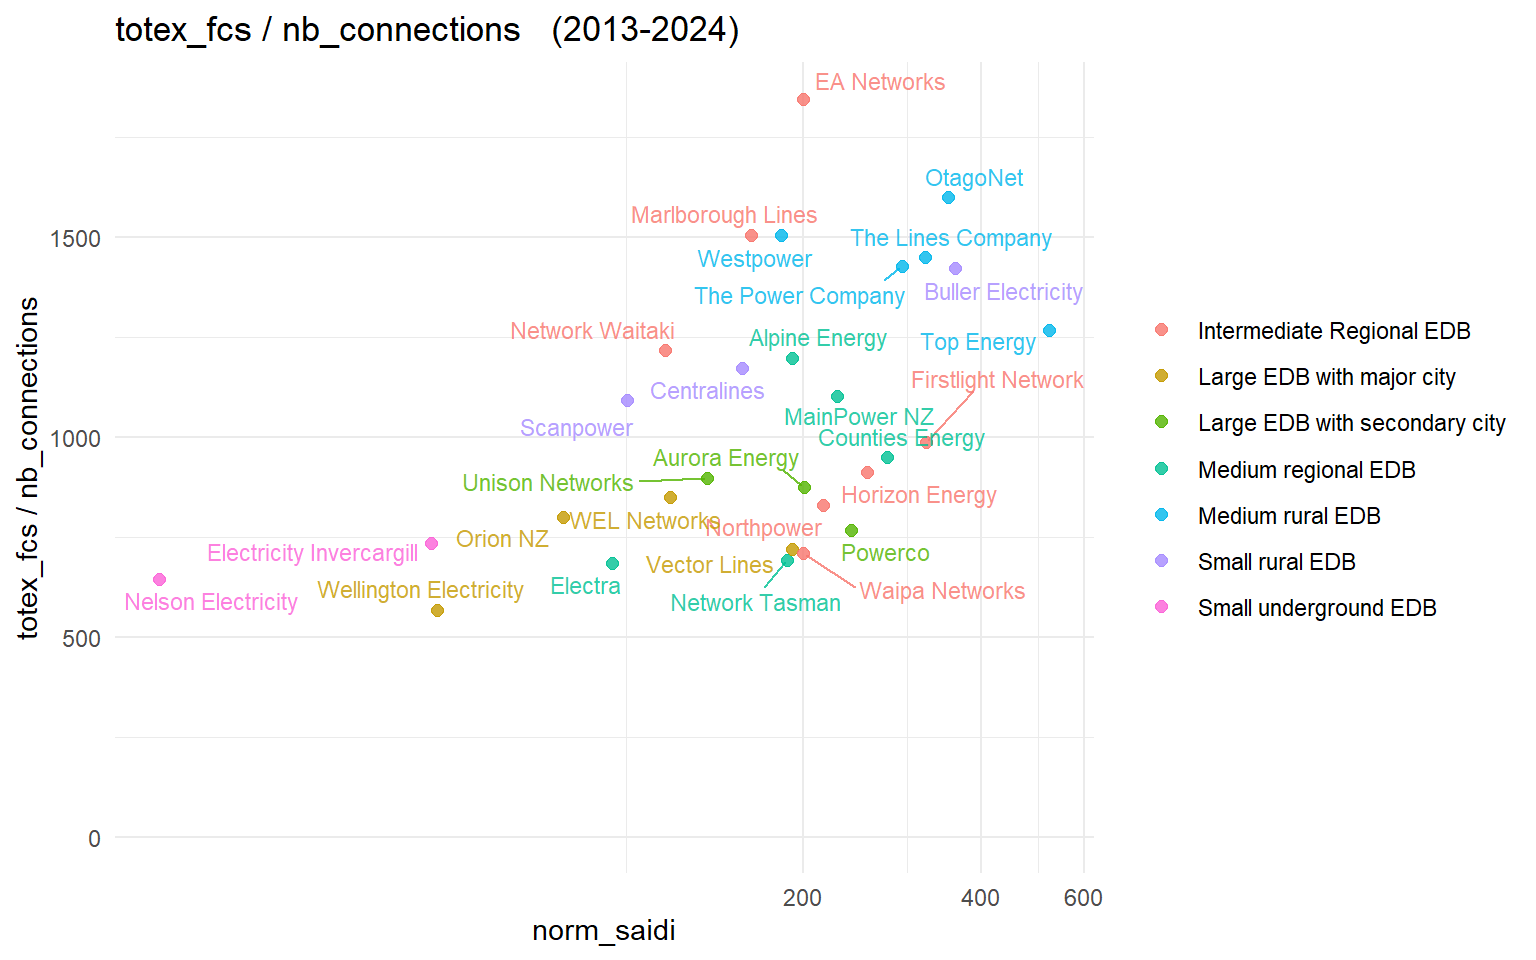 totex_fcs / nb_connections   (2013-2024)
EA Networks
OtagoNet
Marlborough Lines
The Lines Company
Westpower
The Power Company
Buller Electricity
Network Waitaki
Alpine Energy
Top Energy
Firstlight Network
Centralines
MainPower NZ
Scanpower
Counties Energy
Aurora Energy
Unison Networks
Horizon Energy
WEL Networks
Northpower
Orion NZ
Powerco
Electricity Invercargill
Vector Lines
Electra
Wellington Electricity
Waipa Networks
Nelson Electricity
Network Tasman
1500
1000
500
0
200
400
600
norm_saidi
totex_fcs / nb_connections
Intermediate Regional EDB
Large EDB with major city
Large EDB with secondary city
Medium regional EDB
Medium rural EDB
Small rural EDB
Small underground EDB